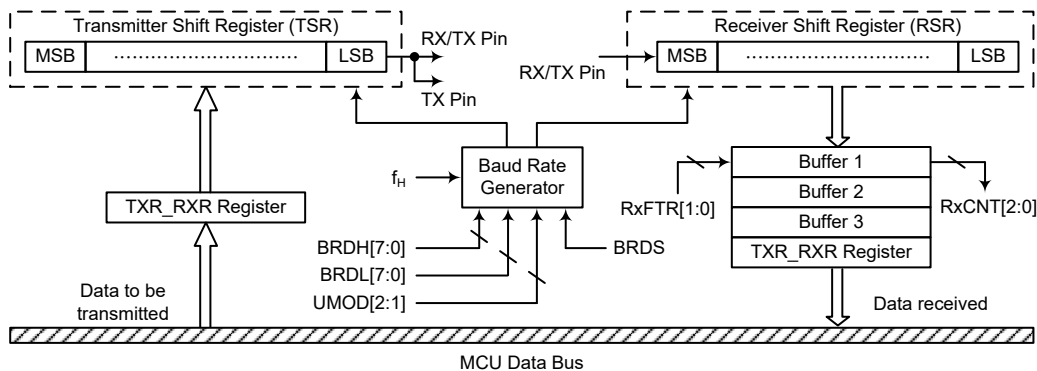 Transmitter Shift Register (TSR)
MSB
LSB
RX/TX Pin
TX Pin
Receiver Shift Register (RSR)
RX/TX Pin
MSB
LSB
TXR_RXR Register
Data to be
transmitted
fH
Baud Rate
Generator
BRDH[7:0]
BRDL[7:0]
UMOD[2:1]
BRDS
RxFTR[1:0]
Buffer 1
Buffer 2
Buffer 3
TXR_RXR Register
RxCNT[2:0]
Data received
MCU Data Bus